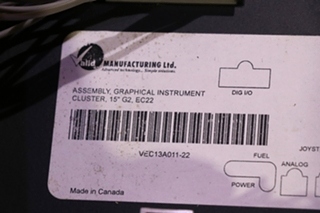 MANUFACTURING Ltd.
Advanced technology... Simple solutions.
DIG I/O
ASSEMBLY, GRAPHICAL INSTRUMENT
CLUSTER, 15" G2, EC22
VEC13A011-22
JOYST
FUEL
ANALOG
POWER
Made in Canada